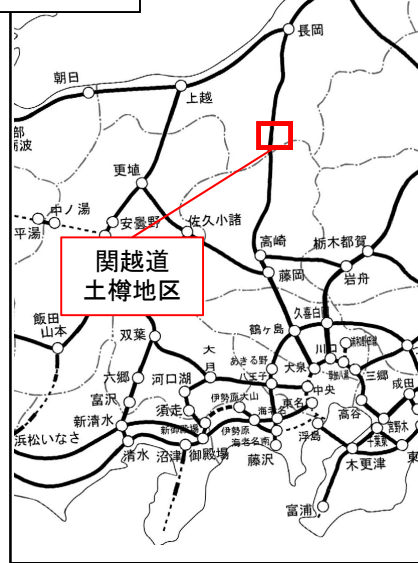 長岡
朝日
上越
部
砺波
更埴
中ノ湯
平湯
安曇野
佐久小諸
高崎
栃木都賀
藤岡
岩舟
関越道
土樽地区
久喜白
鶴ヶ島
飯田
山本
双葉
大
月
あきる野
八王子
川口
大泉
三郷
六郷
河口湖
中央
成田
富沢
須走
伊勢原大山
東名
高谷
新清水
新御殿場
伊勢原
海老名
海老名南
浜松いなさ
清水
沼津
御殿場
藤沢
浮島
千葉東
木更津
東
富浦